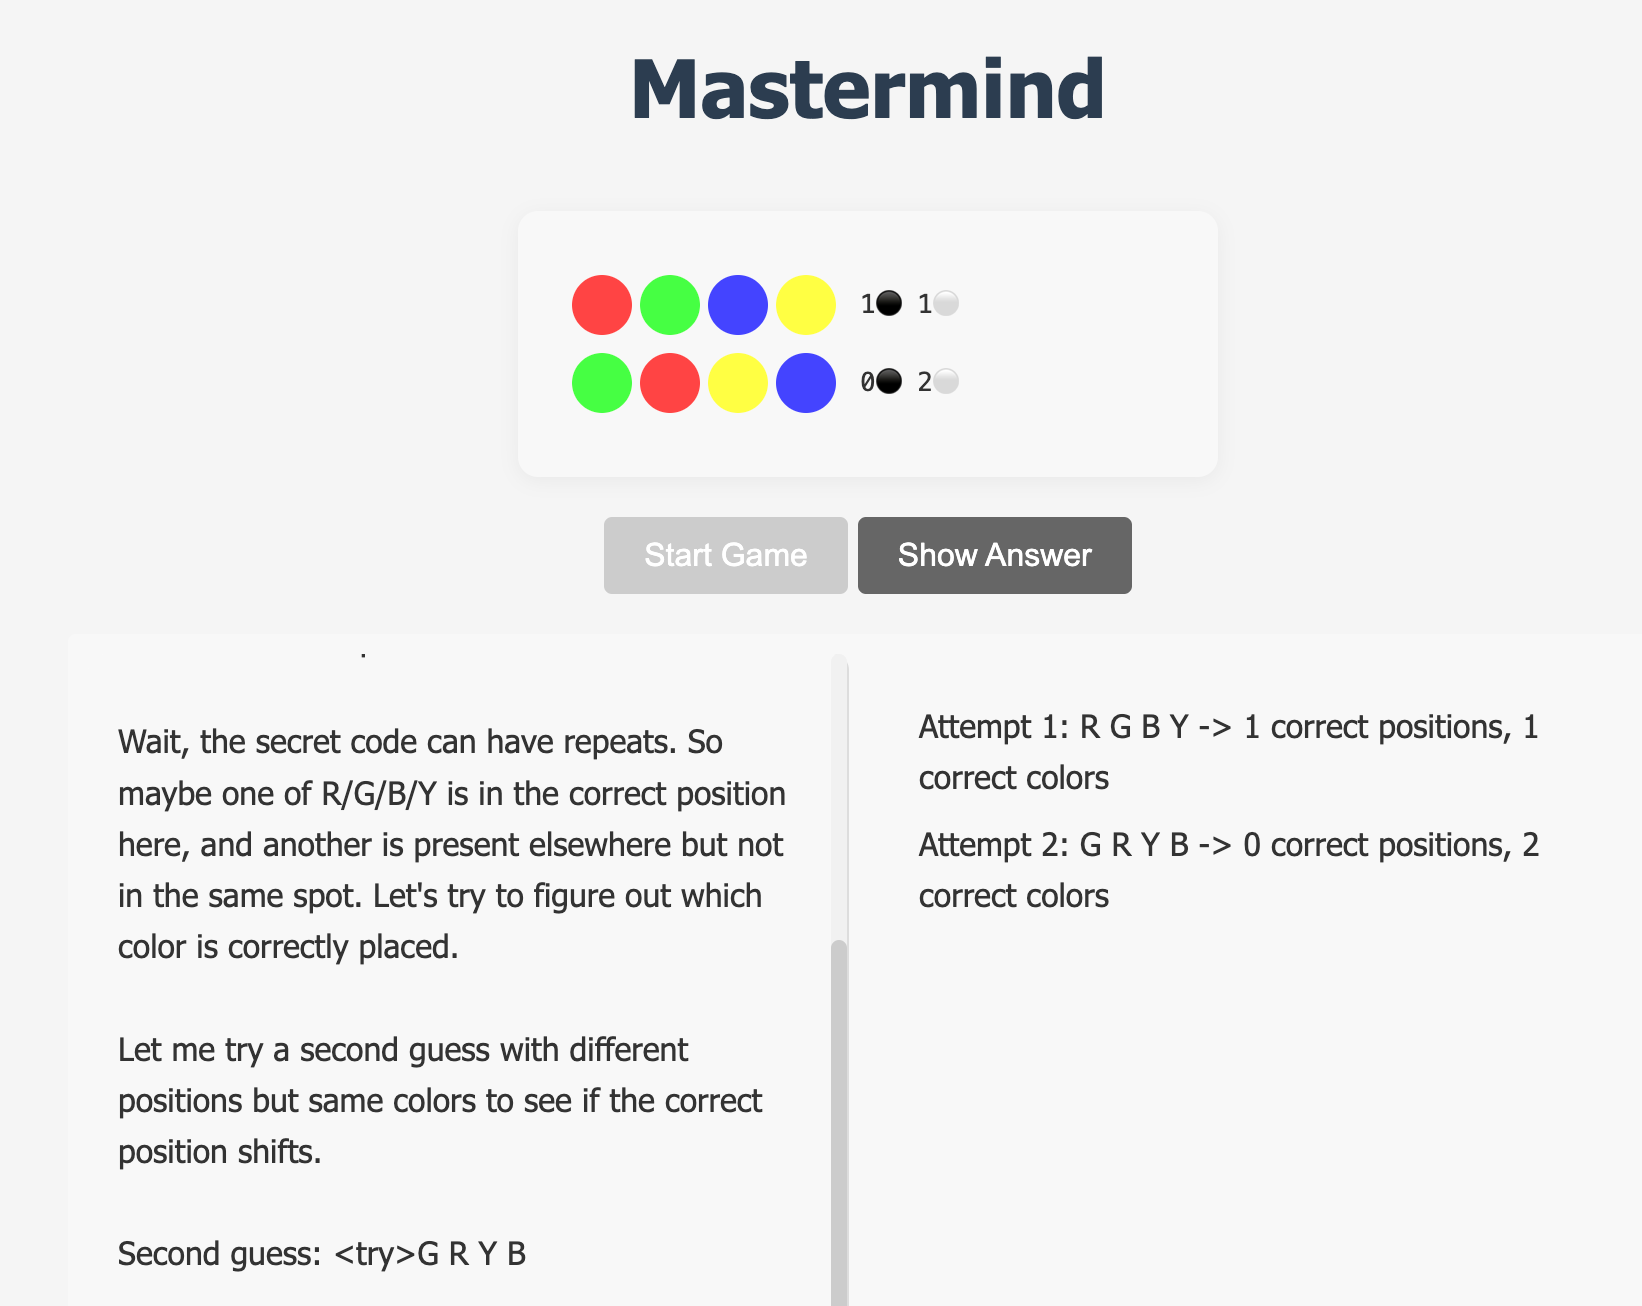 Mastermind
1⚫ 1⚪
0⚫ 2⚪
Start Game
Show Answer
Wait, the secret code can have repeats. So
maybe one of R/G/B/Y is in the correct position
here, and another is present elsewhere but not
in the same spot. Let's try to figure out which
color is correctly placed.
Let me try a second guess with different
positions but same colors to see if the correct
position shifts.
Second guess: <try>G R Y B
Attempt 1: R G B Y -> 1 correct positions, 1
correct colors
Attempt 2: G R Y B -> 0 correct positions, 2
correct colors